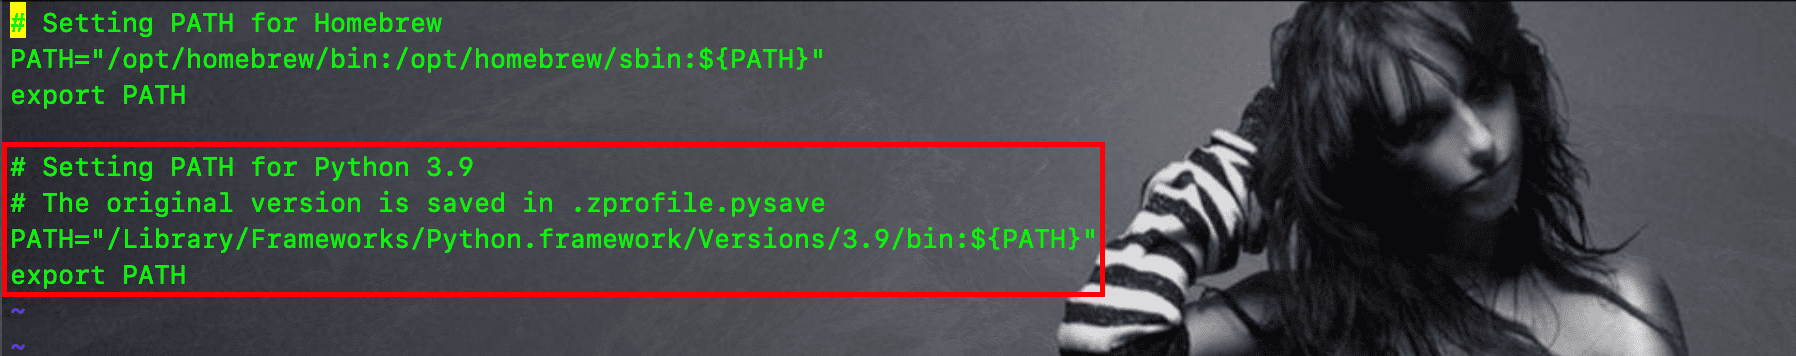 # Setting PATH for Homebrew
PATH="/opt/homebrew/bin:/opt/homebrew/sbin:${PATH}"
export PATH
# Setting PATH for Python 3.9
# The original version is saved in .zprofile.pysave
PATH="/Library/Frameworks/Python.framework/Versions/3.9/bin:${PATH}"
export PATH
~
~